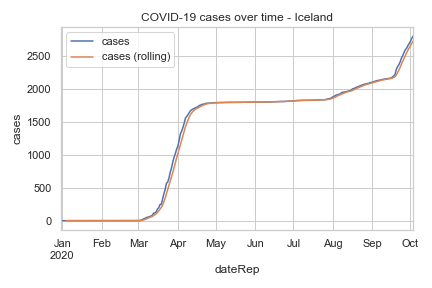 COVID-19 cases over time - Iceland
cases
cases (rolling)
2500
2000
1500
1000
500
0
cases
Jan Feb Mar Apr May Jun Jul Aug Sep Oct
2020
dateRep